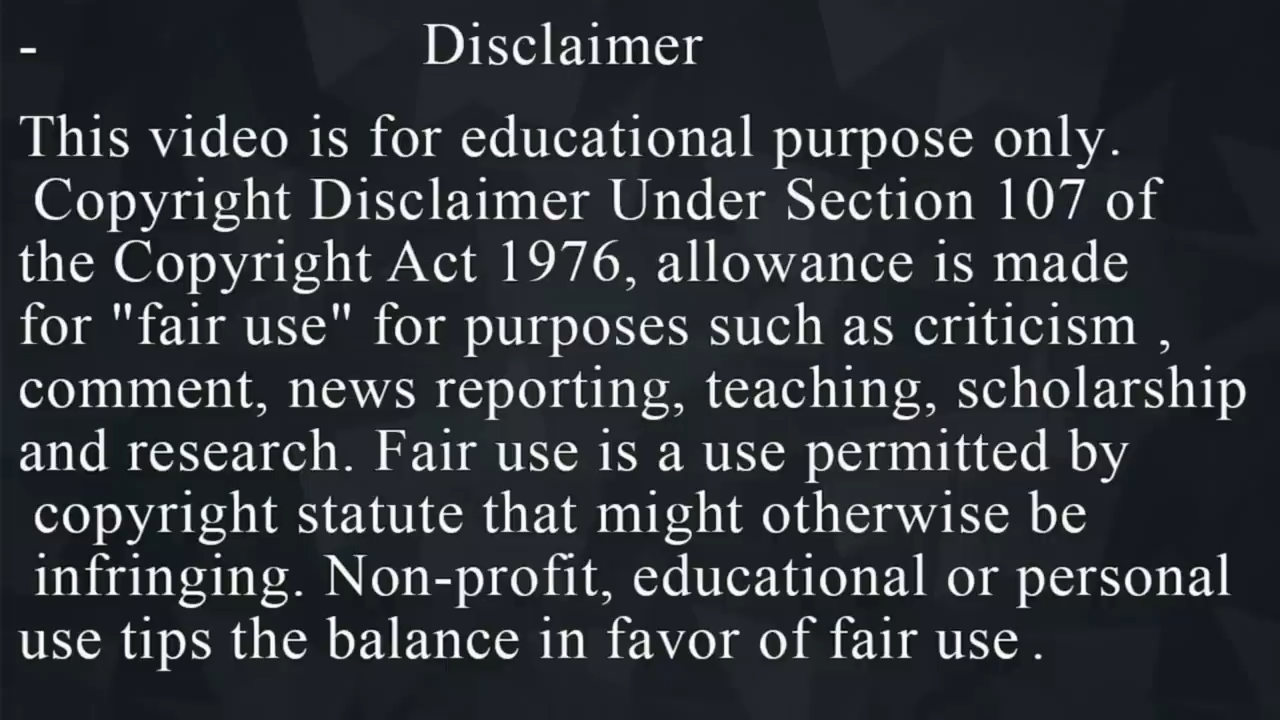 - Disclaimer
This video is for educational purpose only.
Copyright Disclaimer Under Section 107 of
the Copyright Act 1976, allowance is made
for "fair use" for purposes such as criticism ,
comment, news reporting, teaching, scholarship
and research. Fair use is a use permitted by
copyright statute that might otherwise be
infringing. Non-profit, educational or personal
use tips the balance in favor of fair use .